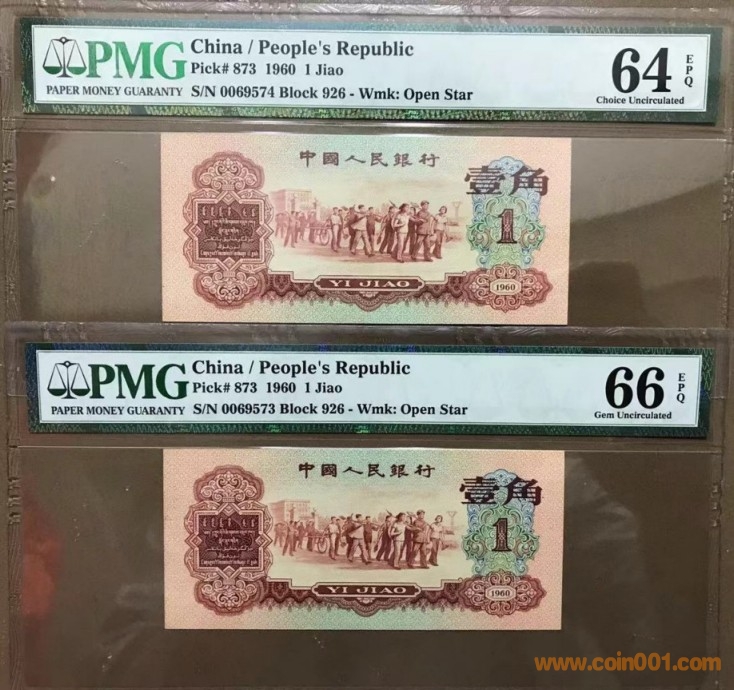 PMG
PAPER MONEY GUARANTY
China / People's Republic
Pick# 873 1960 1 Jiao
S/N 0069574 Block 926 - Wmk: Open Star
64 EPQ
Choice Uncirculated
中國人民銀行
壹角
1
YI JIAO
1960
PMG
PAPER MONEY GUARANTY
China / People's Republic
Pick# 873 1960 1 Jiao
S/N 0069573 Block 926 - Wmk: Open Star
66 EPQ
Gem Uncirculated
中國人民銀行
壹角
1
YI JIAO
1960
www.coin001.com